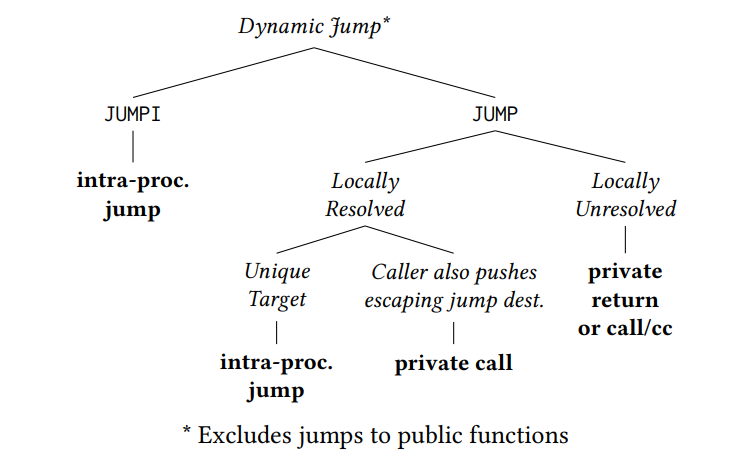 Dynamic Jump*
JUMPI
JUMP
intra-proc.
jump
Locally
Resolved
Locally
Unresolved
Unique
Target
Caller also pushes
escaping jump dest.
private
return
or call/cc
intra-proc.
jump
private call
* Excludes jumps to public functions